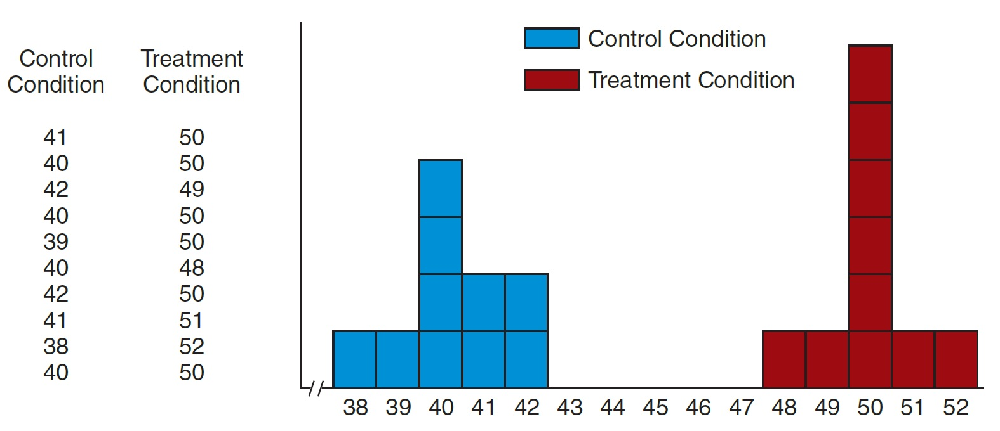 Control Treatment
Condition Condition
41 50
40 50
42 49
40 50
39 50
40 48
42 50
41 51
38 52
40 50
Control Condition
Treatment Condition
38 39 40 41 42 43 44 45 46 47 48 49 50 51 52